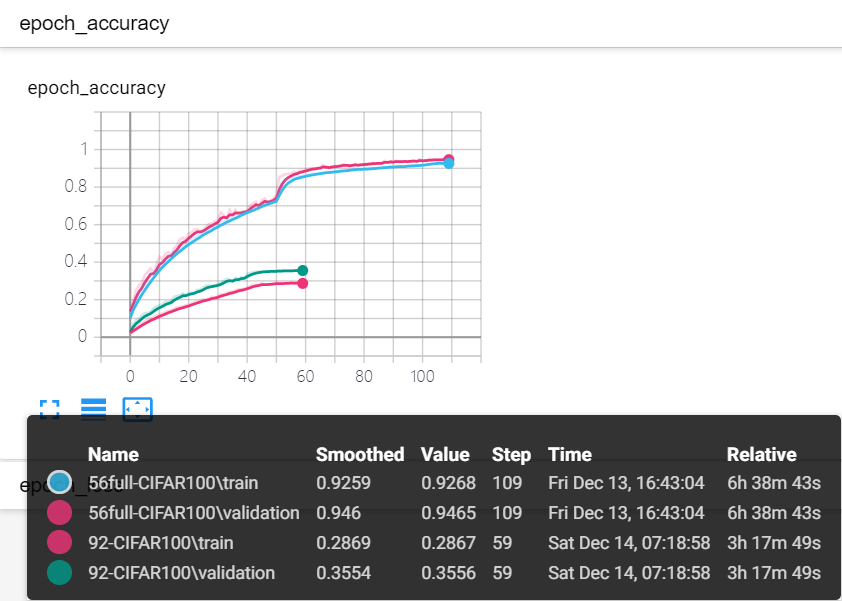 epoch_accuracy
epoch_accuracy
1
0.8
0.6
0.4
0.2
0
0 20 40 60 80 100
Name Smoothed Value Step Time Relative
56full-CIFAR100\train 0.9259 0.9268 109 Fri Dec 13, 16:43:04 6h 38m 43s
56full-CIFAR100\validation 0.946 0.9465 109 Fri Dec 13, 16:43:04 6h 38m 43s
92-CIFAR100\train 0.2869 0.2867 59 Sat Dec 14, 07:18:58 3h 17m 49s
92-CIFAR100\validation 0.3554 0.3556 59 Sat Dec 14, 07:18:58 3h 17m 49s